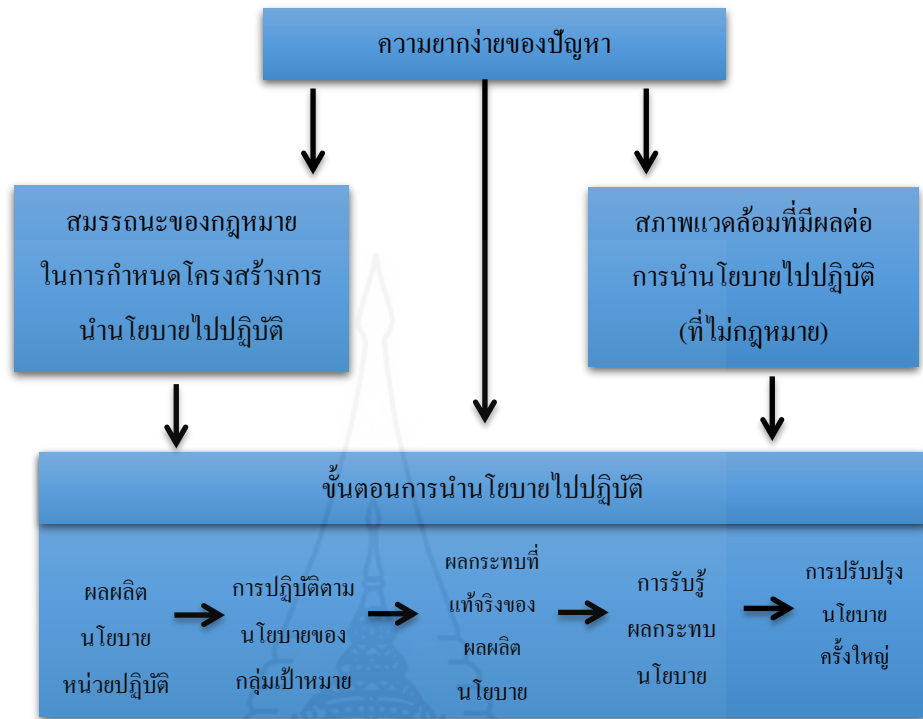 ความยากง่ายของปัญหา
สมรรถนะของกฎหมาย
ในการกำหนดโครงสร้างการ
นำนโยบายไปปฏิบัติ
สภาพแวดล้อมที่มีผลต่อ
การนำนโยบายไปปฏิบัติ
(ที่ไม่กฎหมาย)
ขั้นตอนการนำนโยบายไปปฏิบัติ
ผลผลิต
นโยบาย
หน่วยปฏิบัติ
การปฏิบัติตาม
นโยบายของ
กลุ่มเป้าหมาย
ผลกระทบที่
แท้จริงของ
ผลผลิต
นโยบาย
การรับรู้
ผลกระทบ
นโยบาย
การปรับปรุง
นโยบาย
ครั้งใหญ่